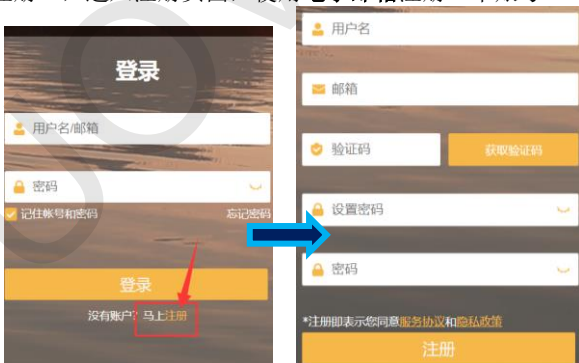 登录
用户名/邮箱
密码
记住帐号和密码
忘记密码
登录
没有账户? 马上注册
用户名
邮箱
验证码
获取验证码
设置密码
密码
*注册即表示您同意服务协议和隐私政策
注册